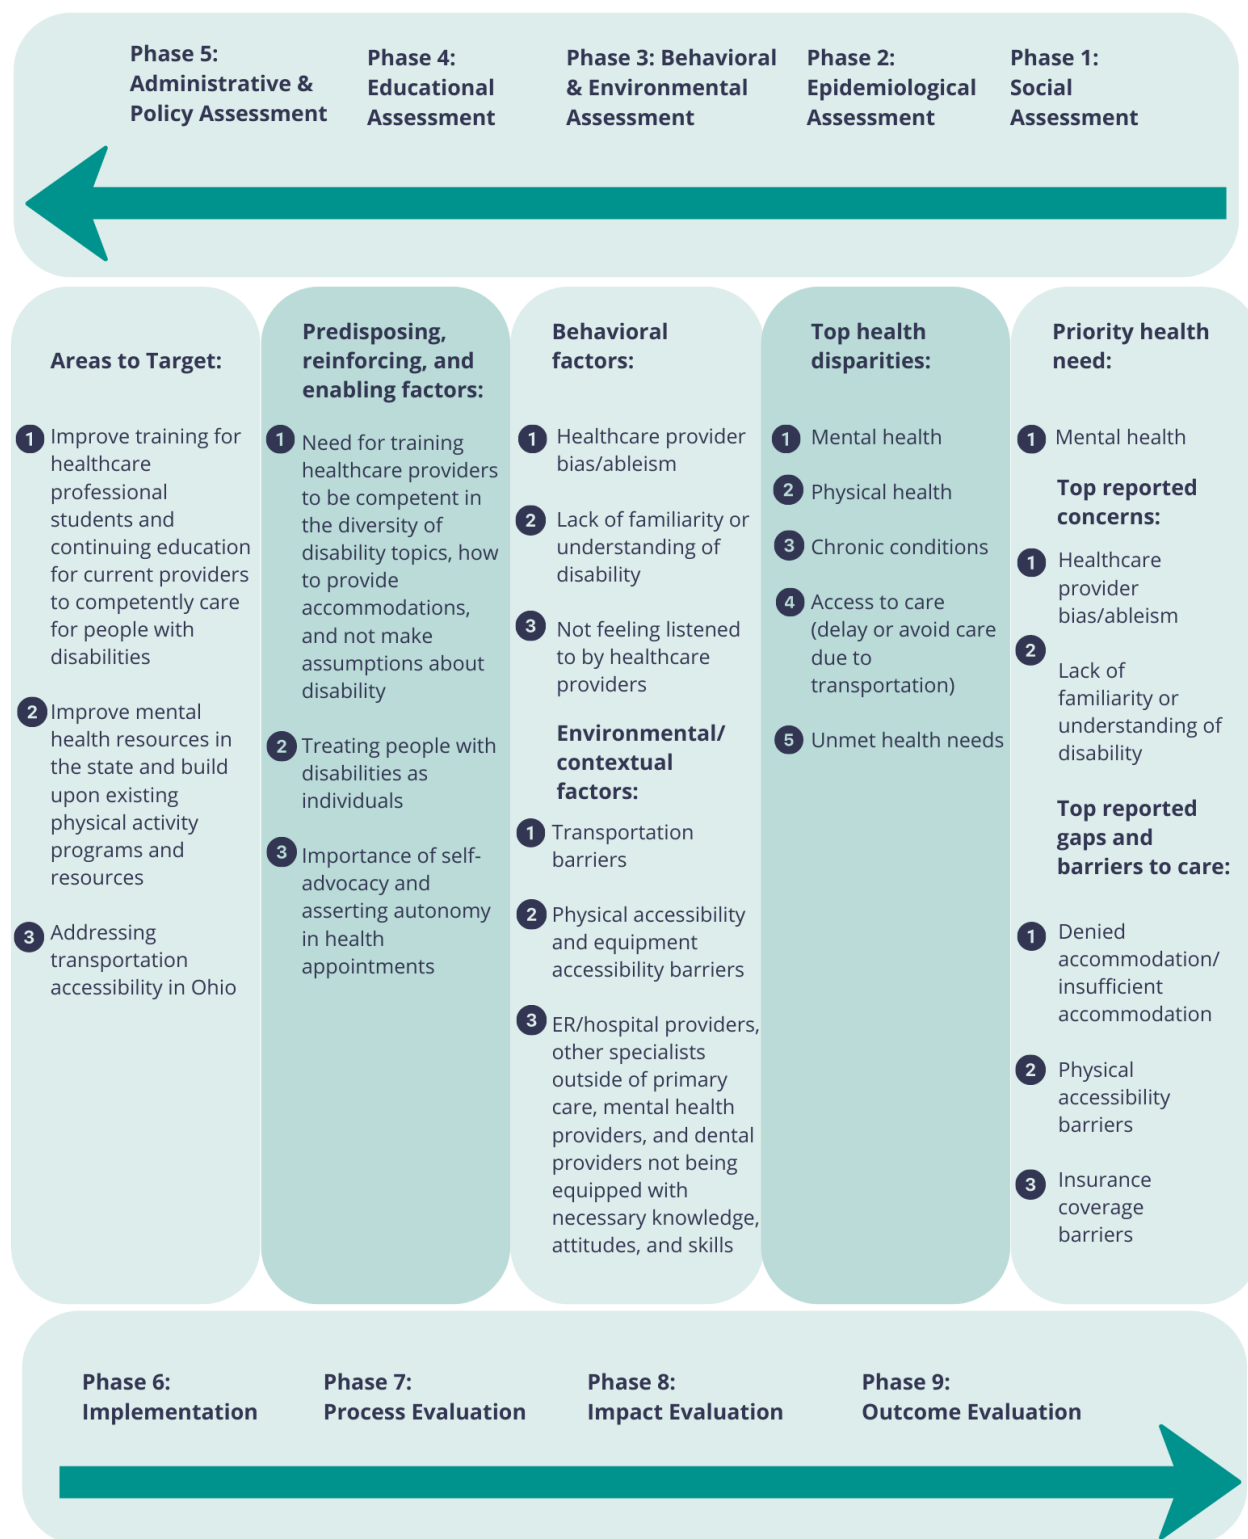 Phase 5:
Administrative &
Policy Assessment
Phase 4:
Educational
Assessment
Phase 3: Behavioral
& Environmental
Assessment
Phase 2:
Epidemiological
Assessment
Phase 1:
Social
Assessment
Areas to Target:
1 Improve training for
healthcare
professional
students and
continuing education
for current providers
to competently care
for people with
disabilities
2 Improve mental
health resources in
the state and build
upon existing
physical activity
programs and
resources
3 Addressing
transportation
accessibility in Ohio
Predisposing,
reinforcing, and
enabling factors:
1 Need for training
healthcare providers
to be competent in
the diversity of
disability topics, how
to provide
accommodations,
and not make
assumptions about
disability
2 Treating people with
disabilities as
individuals
3 Importance of self-
advocacy and
asserting autonomy
in health
appointments
Behavioral
factors:
1 Healthcare provider
bias/ableism
2 Lack of familiarity or
understanding of
disability
3 Not feeling listened
to by healthcare
providers
Environmental/
contextual
factors:
1 Transportation
barriers
2 Physical accessibility
and equipment
accessibility barriers
3 ER/hospital providers,
other specialists
outside of primary
care, mental health
providers, and dental
providers not being
equipped with
necessary knowledge,
attitudes, and skills
Top health
disparities:
1 Mental health
2 Physical health
3 Chronic conditions
4 Access to care
(delay or avoid care
due to
transportation)
5 Unmet health needs
Priority health
need:
1 Mental health
Top reported
concerns:
1 Healthcare
provider
bias/ableism
2 Lack of
familiarity or
understanding of
disability
Top reported
gaps and
barriers to care:
1 Denied
accommodation/
insufficient
accommodation
2 Physical
accessibility
barriers
3 Insurance
coverage
barriers
Phase 6:
Implementation
Phase 7:
Process Evaluation
Phase 8:
Impact Evaluation
Phase 9:
Outcome Evaluation